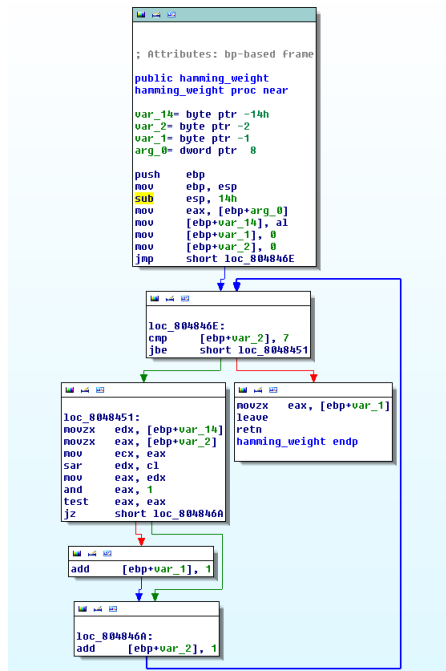 ; Attributes: bp-based frame
public hamming_weight
hamming_weight proc near
var_14= byte ptr -14h
var_2= byte ptr -2
var_1= byte ptr -1
arg_0= dword ptr  8
push    ebp
mov     ebp, esp
sub     esp, 14h
mov     eax, [ebp+arg_0]
mov     [ebp+var_14], al
mov     [ebp+var_1], 0
mov     [ebp+var_2], 0
jmp     short loc_804846E
loc_804846E:
cmp     [ebp+var_2], 7
jbe     short loc_8048451
loc_8048451:
movzx   edx, [ebp+var_14]
movzx   eax, [ebp+var_2]
mov     ecx, eax
sar     edx, cl
mov     eax, edx
and     eax, 1
test    eax, eax
jz      short loc_804846A
movzx   eax, [ebp+var_1]
leave
retn
hamming_weight endp
add     [ebp+var_1], 1
loc_804846A:
add     [ebp+var_2], 1